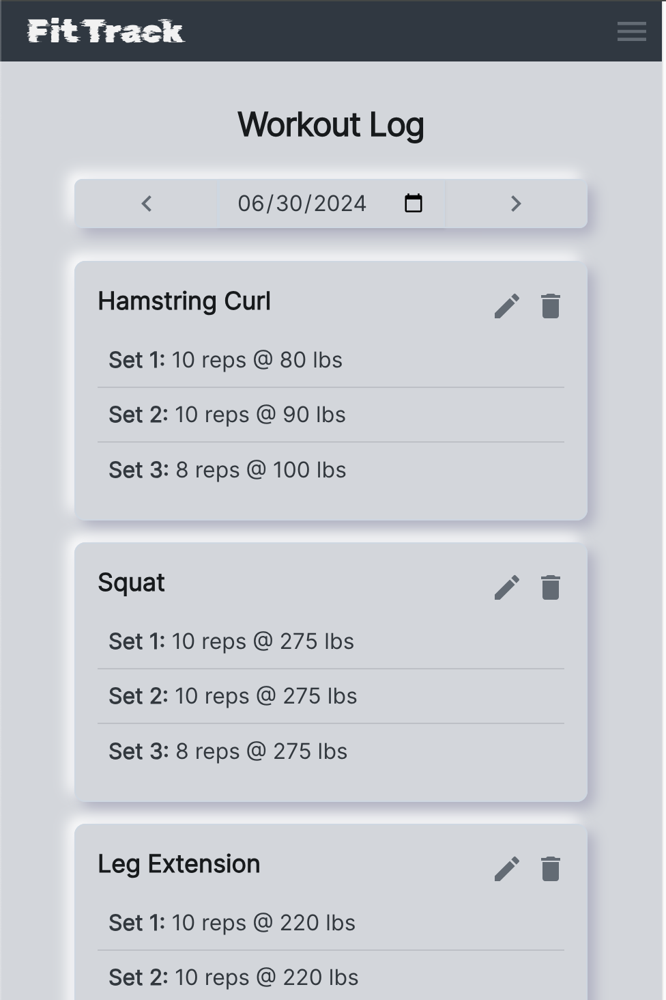 Fit Track
Workout Log
06/30/2024
Hamstring Curl
Set 1: 10 reps @ 80 lbs
Set 2: 10 reps @ 90 lbs
Set 3: 8 reps @ 100 lbs
Squat
Set 1: 10 reps @ 275 lbs
Set 2: 10 reps @ 275 lbs
Set 3: 8 reps @ 275 lbs
Leg Extension
Set 1: 10 reps @ 220 lbs
Set 2: 10 reps @ 220 lbs